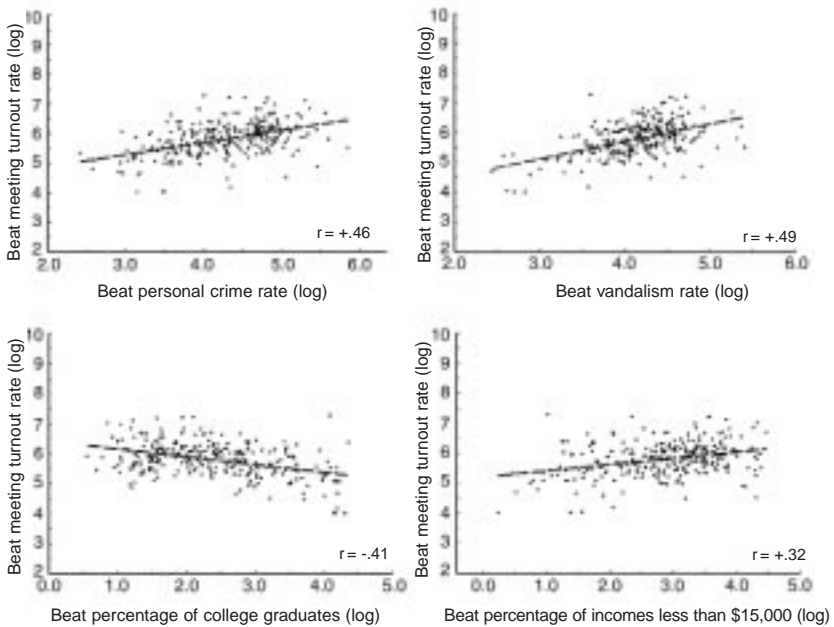 Beat meeting turnout rate (log)
10
9
8
7
6
5
4
3
2
2.0 3.0 4.0 5.0 6.0
r = +.46
Beat personal crime rate (log)
Beat meeting turnout rate (log)
10
9
8
7
6
5
4
3
2
2.0 3.0 4.0 5.0 6.0
r = +.49
Beat vandalism rate (log)
Beat meeting turnout rate (log)
10
9
8
7
6
5
4
3
2
0.0 1.0 2.0 3.0 4.0 5.0
r = -.41
Beat percentage of college graduates (log)
Beat meeting turnout rate (log)
10
9
8
7
6
5
4
3
2
0.0 1.0 2.0 3.0 4.0 5.0
r = +.32
Beat percentage of incomes less than $15,000 (log)